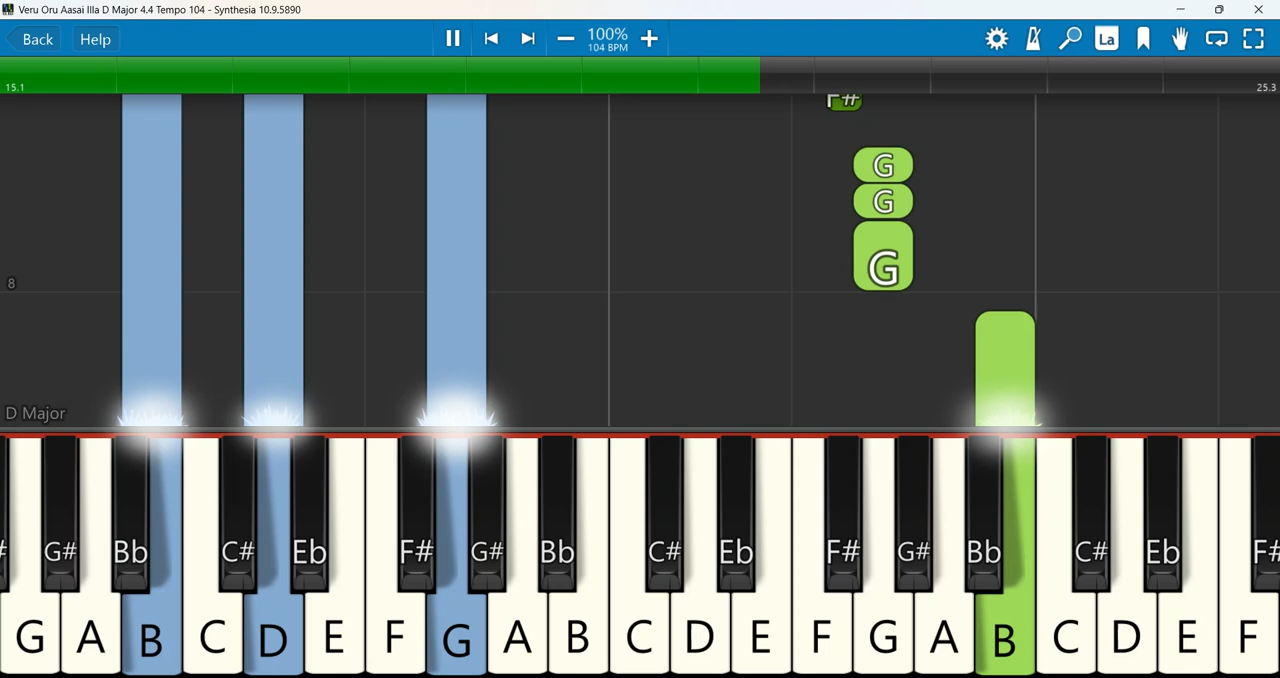 Veru Oru Aasai Illa D Major 4.4 Tempo 104 - Synthesia 10.9.5890
Back Help 100% La
104 BPM
15.1 25.3
F#
G
G
G
8
D Major
G# Bb C# Eb F# G# Bb C# Eb F# G# Bb C# Eb F#
G A B C D E F G A B C D E F G A B C D E F